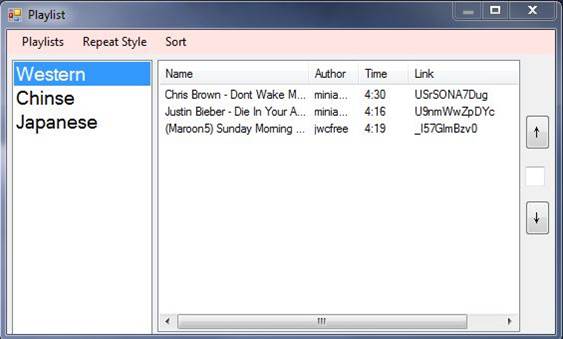 Playlist
Playlists Repeat Style Sort
Western
Chinse
Japanese
Name Author Time Link
Chris Brown - Dont Wake M... minia... 4:30 USrSONA7Dug
Justin Bieber - Die In Your A... minia... 4:16 U9nmWwZpDYc
(Maroon5) Sunday Morning ... jwcfree 4:19 _I57GlmBzv0